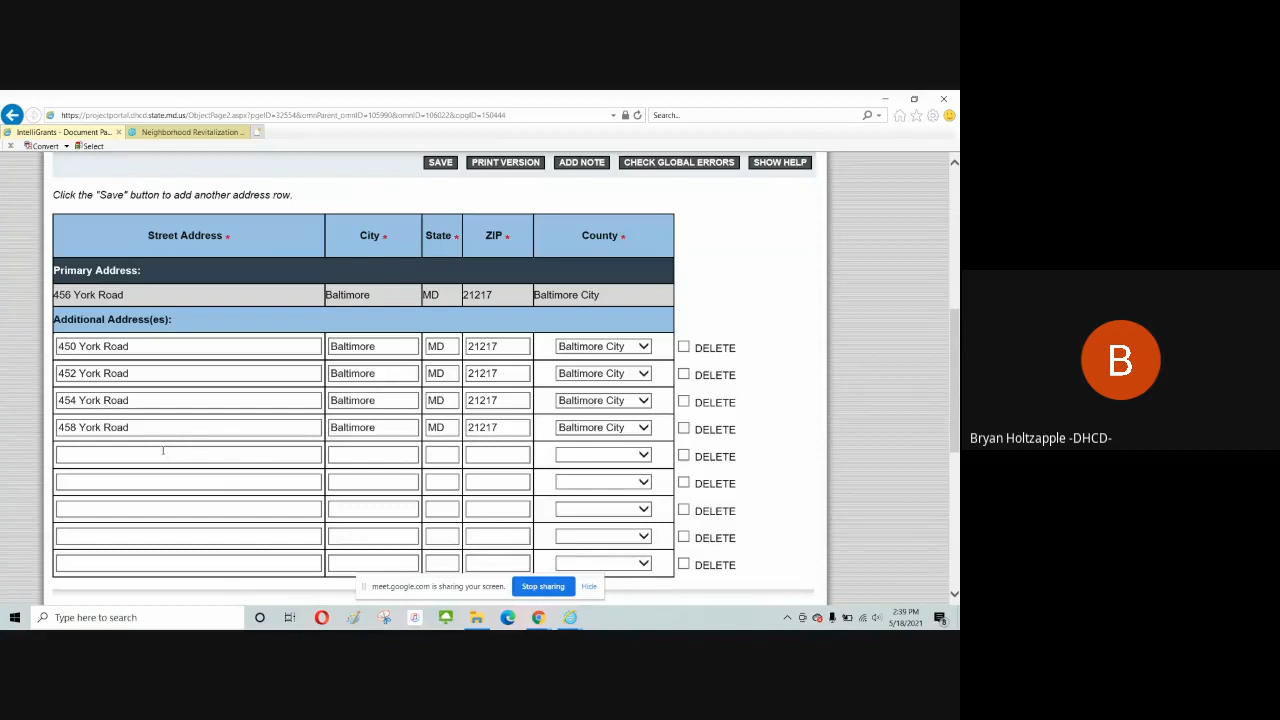 https://projectportal.dhcd.state.md.us/ObjectPage2.aspx?pgeID=32554&omnParent_omnID=105990&omnID=106022&cipgID=150444
Search...
IntelliGrants - Document Pa...
Neighborhood Revitalization ...
Convert
Select
SAVE
PRINT VERSION
ADD NOTE
CHECK GLOBAL ERRORS
SHOW HELP
Click the "Save" button to add another address row.
Street Address * City * State * ZIP * County *
Primary Address:
456 York Road Baltimore MD 21217 Baltimore City
Additional Address(es):
450 York Road Baltimore MD 21217 Baltimore City DELETE
452 York Road Baltimore MD 21217 Baltimore City DELETE
454 York Road Baltimore MD 21217 Baltimore City DELETE
458 York Road Baltimore MD 21217 Baltimore City DELETE
DELETE
DELETE
DELETE
DELETE
DELETE
meet.google.com is sharing your screen. Stop sharing Hide
Type here to search
2:39 PM
5/18/2021
8
B
Bryan Holtzapple -DHCD-